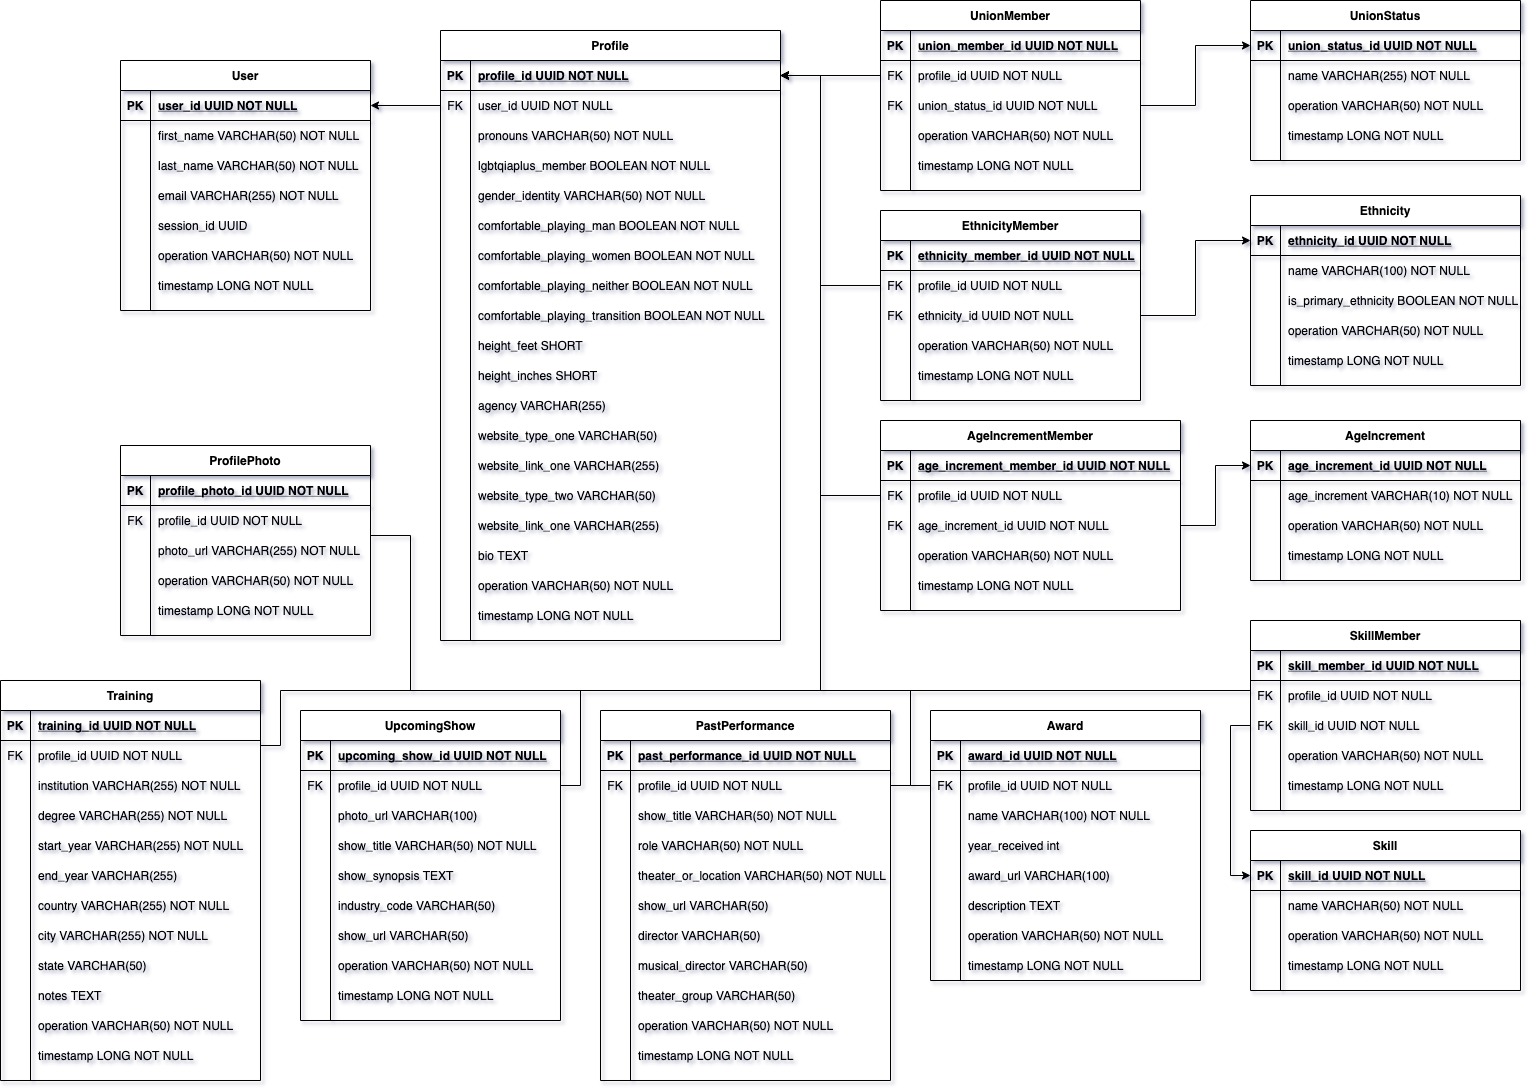 User
PK user_id UUID NOT NULL
first_name VARCHAR(50) NOT NULL
last_name VARCHAR(50) NOT NULL
email VARCHAR(255) NOT NULL
session_id UUID
operation VARCHAR(50) NOT NULL
timestamp LONG NOT NULL
Profile
PK profile_id UUID NOT NULL
FK user_id UUID NOT NULL
pronouns VARCHAR(50) NOT NULL
lgbtqiaplus_member BOOLEAN NOT NULL
gender_identity VARCHAR(50) NOT NULL
comfortable_playing_man BOOLEAN NOT NULL
comfortable_playing_women BOOLEAN NOT NULL
comfortable_playing_neither BOOLEAN NOT NULL
comfortable_playing_transition BOOLEAN NOT NULL
height_feet SHORT
height_inches SHORT
agency VARCHAR(255)
website_type_one VARCHAR(50)
website_link_one VARCHAR(255)
website_type_two VARCHAR(50)
website_link_one VARCHAR(255)
bio TEXT
operation VARCHAR(50) NOT NULL
timestamp LONG NOT NULL
UnionMember
PK union_member_id UUID NOT NULL
FK profile_id UUID NOT NULL
FK union_status_id UUID NOT NULL
operation VARCHAR(50) NOT NULL
timestamp LONG NOT NULL
UnionStatus
PK union_status_id UUID NOT NULL
name VARCHAR(255) NOT NULL
operation VARCHAR(50) NOT NULL
timestamp LONG NOT NULL
EthnicityMember
PK ethnicity_member_id UUID NOT NULL
FK profile_id UUID NOT NULL
FK ethnicity_id UUID NOT NULL
operation VARCHAR(50) NOT NULL
timestamp LONG NOT NULL
Ethnicity
PK ethnicity_id UUID NOT NULL
name VARCHAR(100) NOT NULL
is_primary_ethnicity BOOLEAN NOT NULL
operation VARCHAR(50) NOT NULL
timestamp LONG NOT NULL
AgeIncrementMember
PK age_increment_member_id UUID NOT NULL
FK profile_id UUID NOT NULL
FK age_increment_id UUID NOT NULL
operation VARCHAR(50) NOT NULL
timestamp LONG NOT NULL
AgeIncrement
PK age_increment_id UUID NOT NULL
age_increment VARCHAR(10) NOT NULL
operation VARCHAR(50) NOT NULL
timestamp LONG NOT NULL
ProfilePhoto
PK profile_photo_id UUID NOT NULL
FK profile_id UUID NOT NULL
photo_url VARCHAR(255) NOT NULL
operation VARCHAR(50) NOT NULL
timestamp LONG NOT NULL
Training
PK training_id UUID NOT NULL
FK profile_id UUID NOT NULL
institution VARCHAR(255) NOT NULL
degree VARCHAR(255) NOT NULL
start_year VARCHAR(255) NOT NULL
end_year VARCHAR(255)
country VARCHAR(255) NOT NULL
city VARCHAR(255) NOT NULL
state VARCHAR(50)
notes TEXT
operation VARCHAR(50) NOT NULL
timestamp LONG NOT NULL
UpcomingShow
PK upcoming_show_id UUID NOT NULL
FK profile_id UUID NOT NULL
photo_url VARCHAR(100)
show_title VARCHAR(50) NOT NULL
show_synopsis TEXT
industry_code VARCHAR(50)
show_url VARCHAR(50)
operation VARCHAR(50) NOT NULL
timestamp LONG NOT NULL
PastPerformance
PK past_performance_id UUID NOT NULL
FK profile_id UUID NOT NULL
show_title VARCHAR(50) NOT NULL
role VARCHAR(50) NOT NULL
theater_or_location VARCHAR(50) NOT NULL
show_url VARCHAR(50)
director VARCHAR(50)
musical_director VARCHAR(50)
theater_group VARCHAR(50)
operation VARCHAR(50) NOT NULL
timestamp LONG NOT NULL
Award
PK award_id UUID NOT NULL
FK profile_id UUID NOT NULL
name VARCHAR(100) NOT NULL
year_received int
award_url VARCHAR(100)
description TEXT
operation VARCHAR(50) NOT NULL
timestamp LONG NOT NULL
SkillMember
PK skill_member_id UUID NOT NULL
FK profile_id UUID NOT NULL
FK skill_id UUID NOT NULL
operation VARCHAR(50) NOT NULL
timestamp LONG NOT NULL
Skill
PK skill_id UUID NOT NULL
name VARCHAR(50) NOT NULL
operation VARCHAR(50) NOT NULL
timestamp LONG NOT NULL